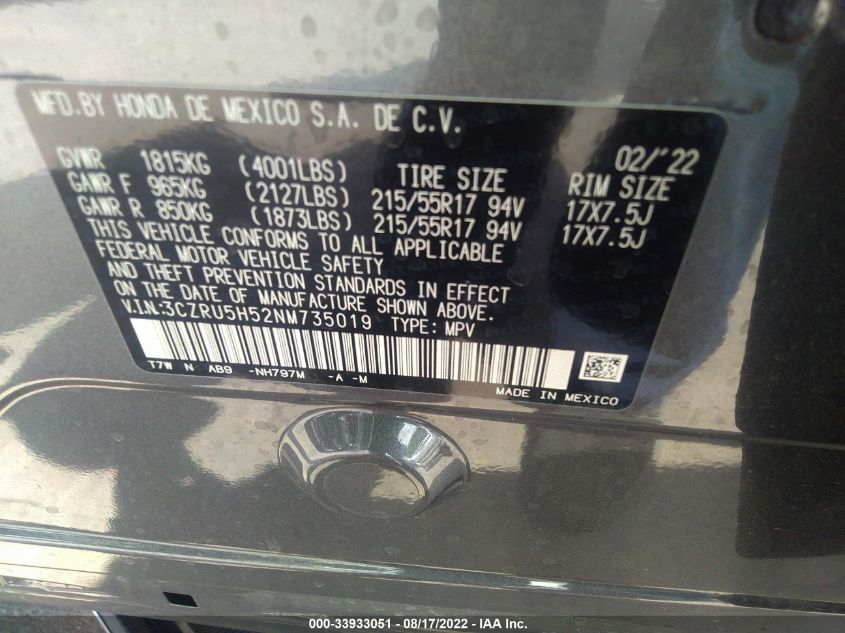 MFD.BY HONDA DE MEXICO S.A. DE C.V.
02/'22
GVWR 1815KG (4001LBS) TIRE SIZE RIM SIZE
GAWR F 965KG (2127LBS) 215/55R17 94V 17X7.5J
GAWR R 850KG (1873LBS) 215/55R17 94V 17X7.5J
THIS VEHICLE CONFORMS TO ALL APPLICABLE
FEDERAL MOTOR VEHICLE SAFETY
AND THEFT PREVENTION STANDARDS IN EFFECT
ON THE DATE OF MANUFACTURE SHOWN ABOVE.
V.I.N:3CZRU5H52NM735019 TYPE: MPV
T7W N AB9 -NH797M -A -M
MADE IN MEXICO
000-33933051 - 08/17/2022 - IAA Inc.